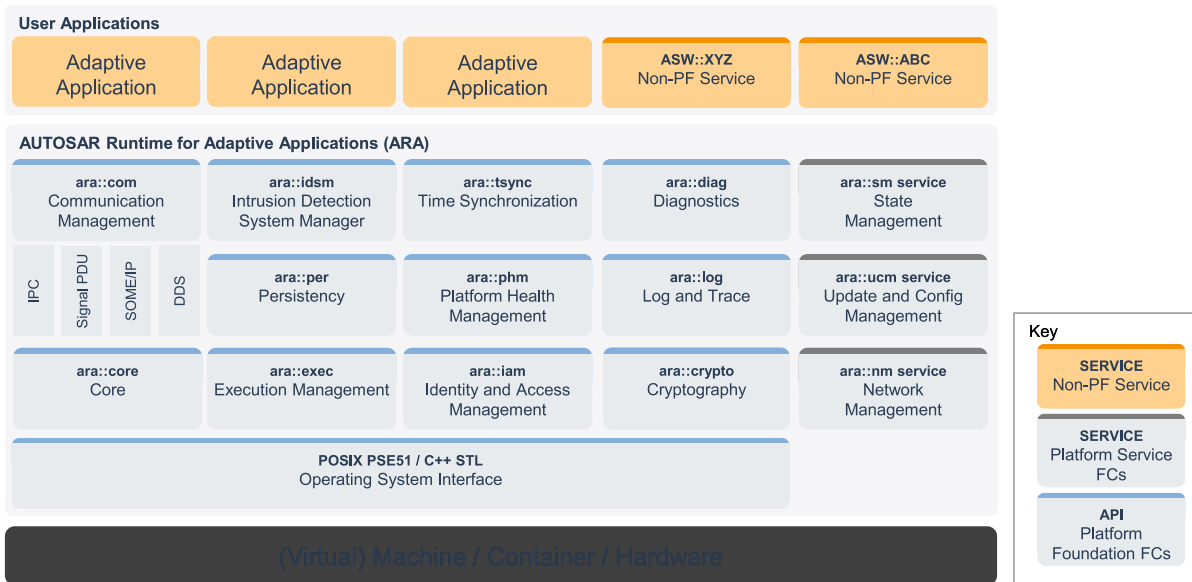 User Applications
Adaptive
Application
Adaptive
Application
Adaptive
Application
ASW::XYZ
Non-PF Service
ASW::ABC
Non-PF Service
AUTOSAR Runtime for Adaptive Applications (ARA)
ara::com
Communication
Management
ara::idsm
Intrusion Detection
System Manager
ara::tsync
Time Synchronization
ara::diag
Diagnostics
ara::sm service
State
Management
IPC
Signal PDU
SOME/IP
DDS
ara::per
Persistency
ara::phm
Platform Health
Management
ara::log
Log and Trace
ara::ucm service
Update and Config
Management
ara::core
Core
ara::exec
Execution Management
ara::iam
Identity and Access
Management
ara::crypto
Cryptography
ara::nm service
Network
Management
POSIX PSE51 / C++ STL
Operating System Interface
(Virtual) Machine / Container / Hardware
Key
SERVICE
Non-PF Service
SERVICE
Platform Service
FCs
API
Platform
Foundation FCs